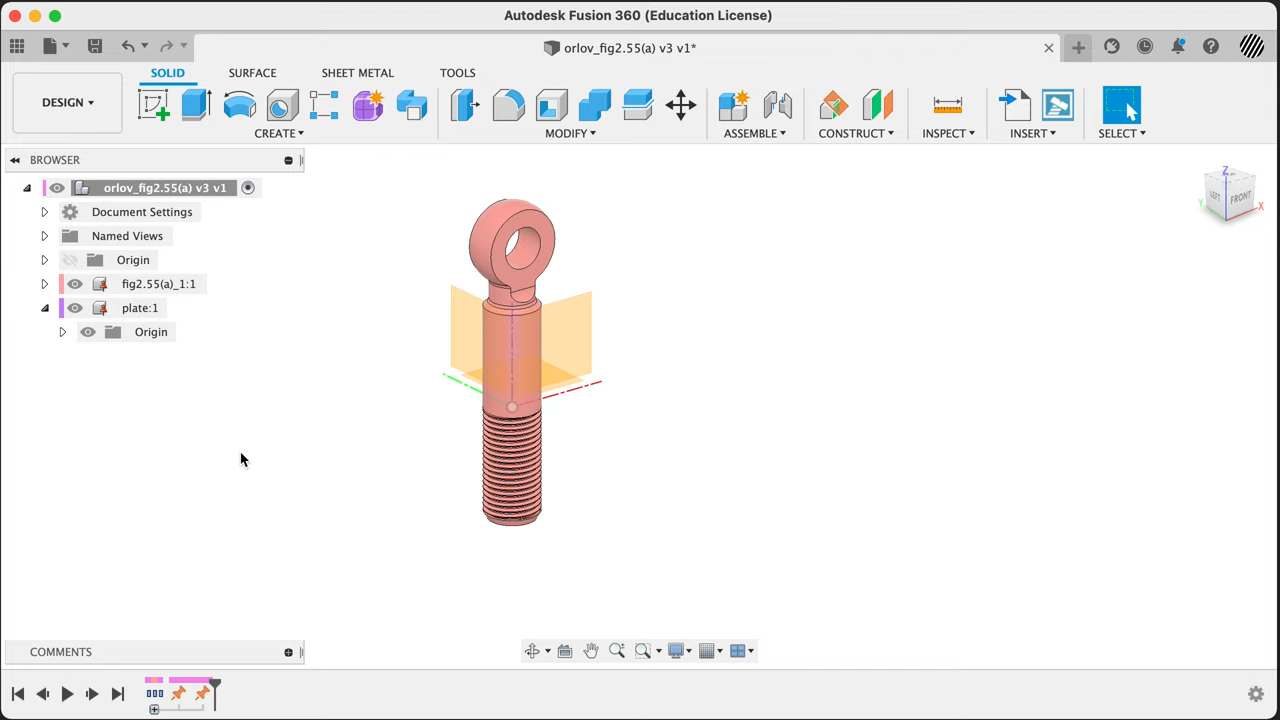 Autodesk Fusion 360 (Education License)
orlov_fig2.55(a) v3 v1*
SOLID SURFACE SHEET METAL TOOLS
DESIGN
CREATE MODIFY ASSEMBLE CONSTRUCT INSPECT INSERT SELECT
BROWSER
orlov_fig2.55(a) v3 v1
Document Settings
Named Views
Origin
fig2.55(a)_1:1
plate:1
Origin
Z
LEFT FRONT
Y X
COMMENTS